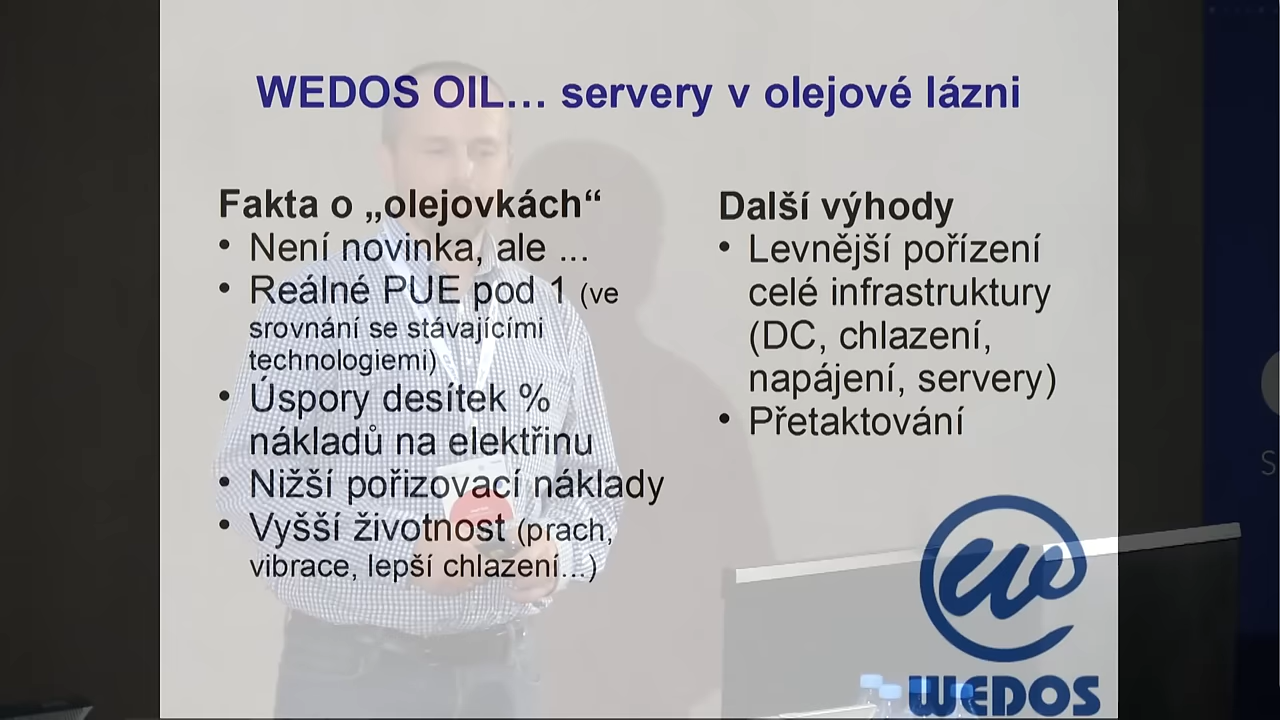 WEDOS OIL… servery v olejové lázni
Fakta o „olejovkách“
• Není novinka, ale ...
• Reálné PUE pod 1 (ve
srovnání se stávajícími
technologiemi)
• Úspory desítek %
nákladů na elektřinu
• Nižší pořizovací náklady
• Vyšší životnost (prach,
vibrace, lepší chlazení...)
Další výhody
• Levnější pořízení
celé infrastruktury
(DC, chlazení,
napájení, servery)
• Přetaktování
WEDOS